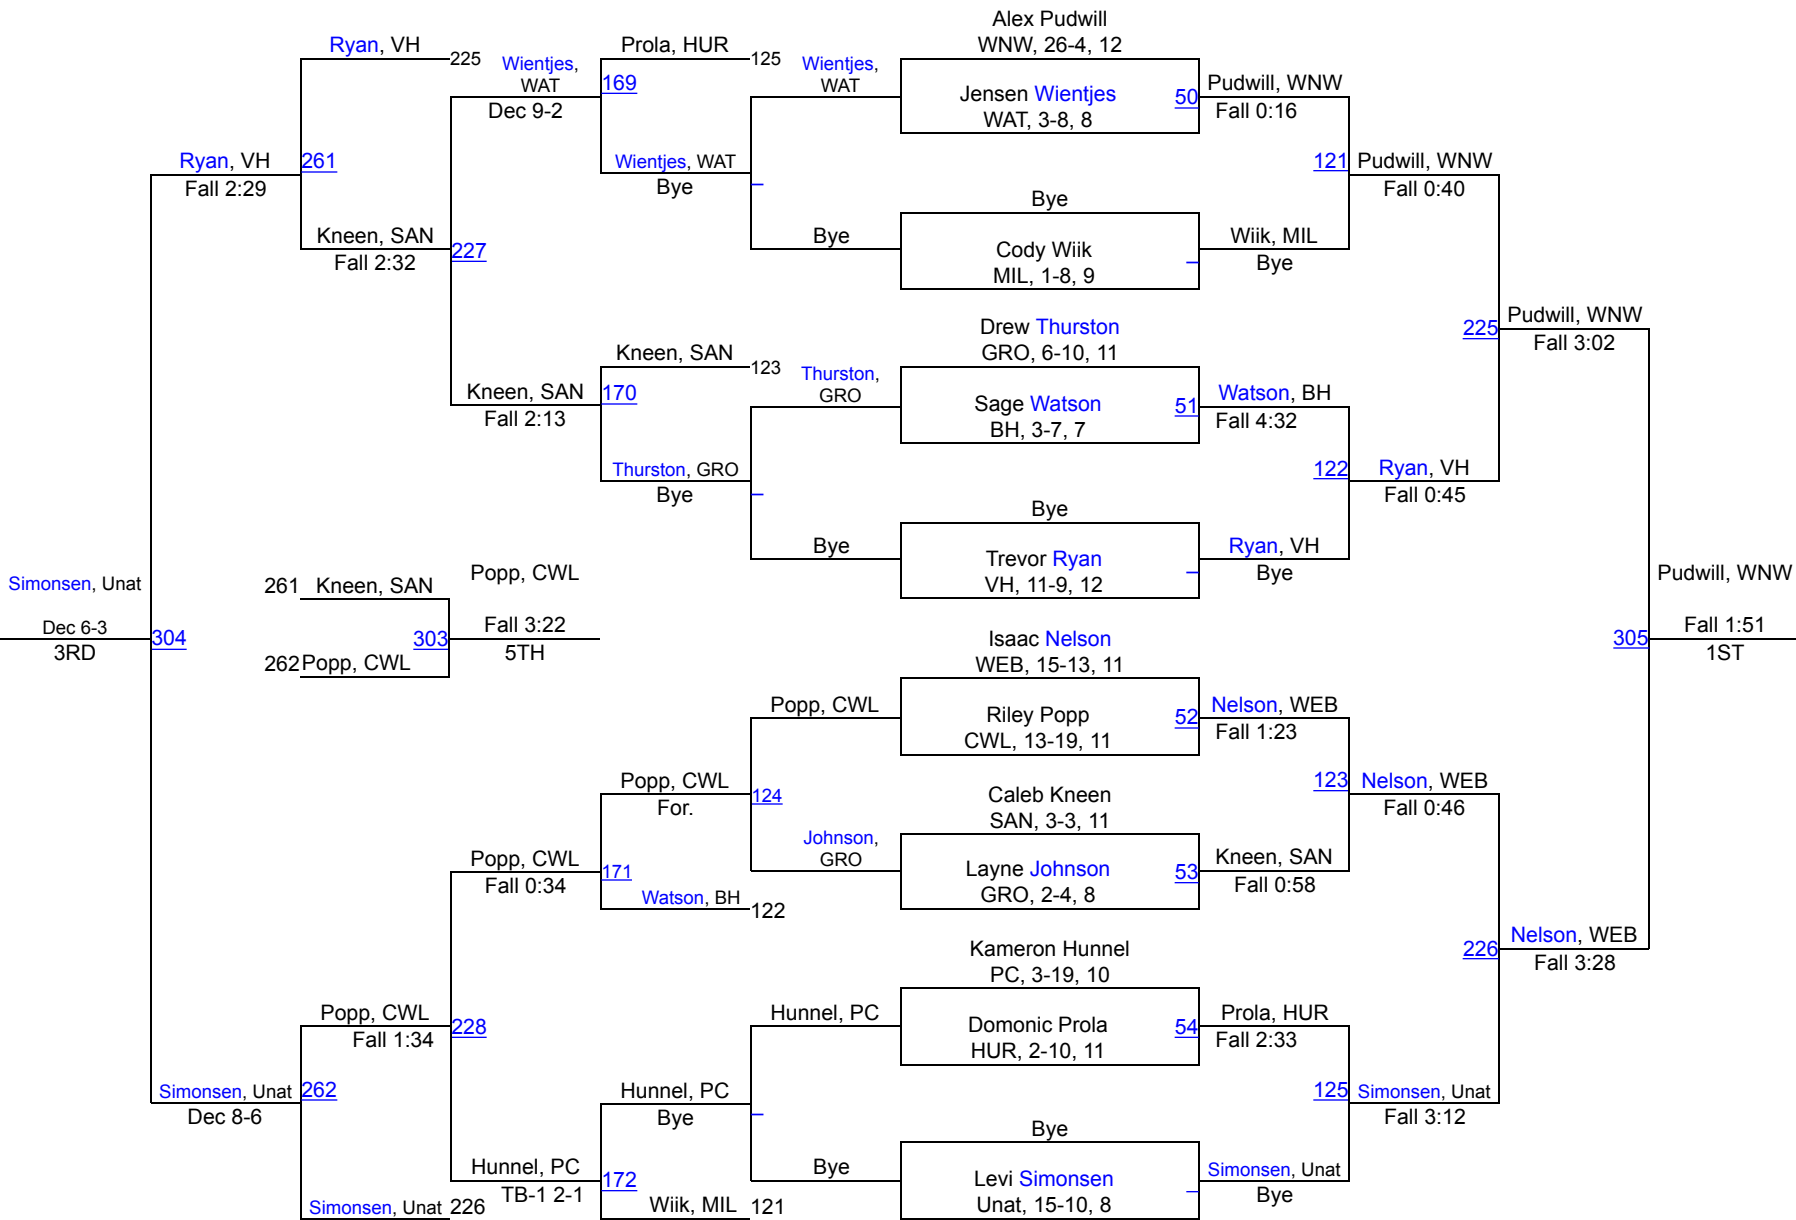 Alex Pudwill
WNW, 26-4, 12
Jensen Wientjes
WAT, 3-8, 8
50
Bye
Cody Wiik
MIL, 1-8, 9
Drew Thurston
GRO, 6-10, 11
Sage Watson
BH, 3-7, 7
51
Bye
Trevor Ryan
VH, 11-9, 12
Isaac Nelson
WEB, 15-13, 11
Riley Popp
CWL, 13-19, 11
52
Caleb Kneen
SAN, 3-3, 11
Layne Johnson
GRO, 2-4, 8
53
Kameron Hunnel
PC, 3-19, 10
Domonic Prola
HUR, 2-10, 11
54
Bye
Levi Simonsen
Unat, 15-10, 8
Pudwill, WNW
Fall 0:16
Wiik, MIL
Bye
121
Watson, BH
Fall 4:32
Ryan, VH
Bye
122
Nelson, WEB
Fall 1:23
Kneen, SAN
Fall 0:58
123
Prola, HUR
Fall 2:33
Simonsen, Unat
Bye
125
Pudwill, WNW
Fall 0:40
Ryan, VH
Fall 0:45
225
Nelson, WEB
Fall 0:46
Simonsen, Unat
Fall 3:12
226
Pudwill, WNW
Fall 3:02
Nelson, WEB
Fall 3:28
305
Pudwill, WNW
Fall 1:51
1ST
Wientjes,
WAT
Bye
Thurston,
GRO
Bye
Popp, CWL
Johnson,
GRO
124
Hunnel, PC
Bye
Prola, HUR
125
169
Wientjes, WAT
Bye
Kneen, SAN
123
170
Thurston, GRO
Bye
Popp, CWL
For.
171
Watson, BH
122
Hunnel, PC
Bye
172
Wiik, MIL
121
Wientjes,
WAT
Dec 9-2
Kneen, SAN
Fall 2:13
227
Popp, CWL
Fall 0:34
Hunnel, PC
TB-1 2-1
228
Ryan, VH
225
Kneen, SAN
Fall 2:32
261
Popp, CWL
Fall 1:34
Simonsen, Unat
226
262
Ryan, VH
Fall 2:29
Simonsen, Unat
Dec 8-6
304
Simonsen, Unat
Dec 6-3
3RD
261
Kneen, SAN
262
Popp, CWL
303
Popp, CWL
Fall 3:22
5TH